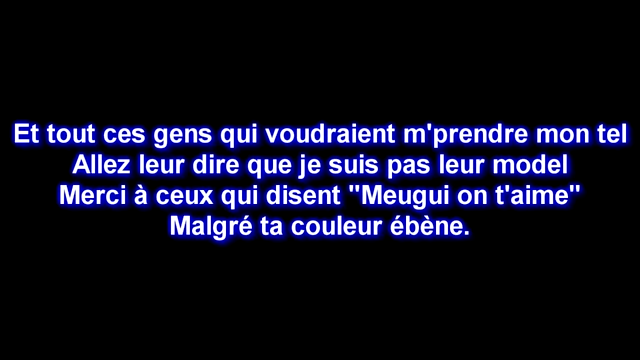 Et tout ces gens qui voudraient m'prendre mon tel
Allez leur dire que je suis pas leur model
Merci à ceux qui disent "Meugui on t'aime"
Malgré ta couleur ébène.